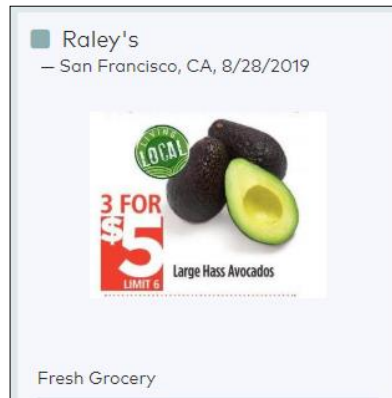 Raley's
— San Francisco, CA, 8/28/2019
LIVING
LOCAL
3 FOR
$5
LIMIT 6
Large Hass Avocados
Fresh Grocery